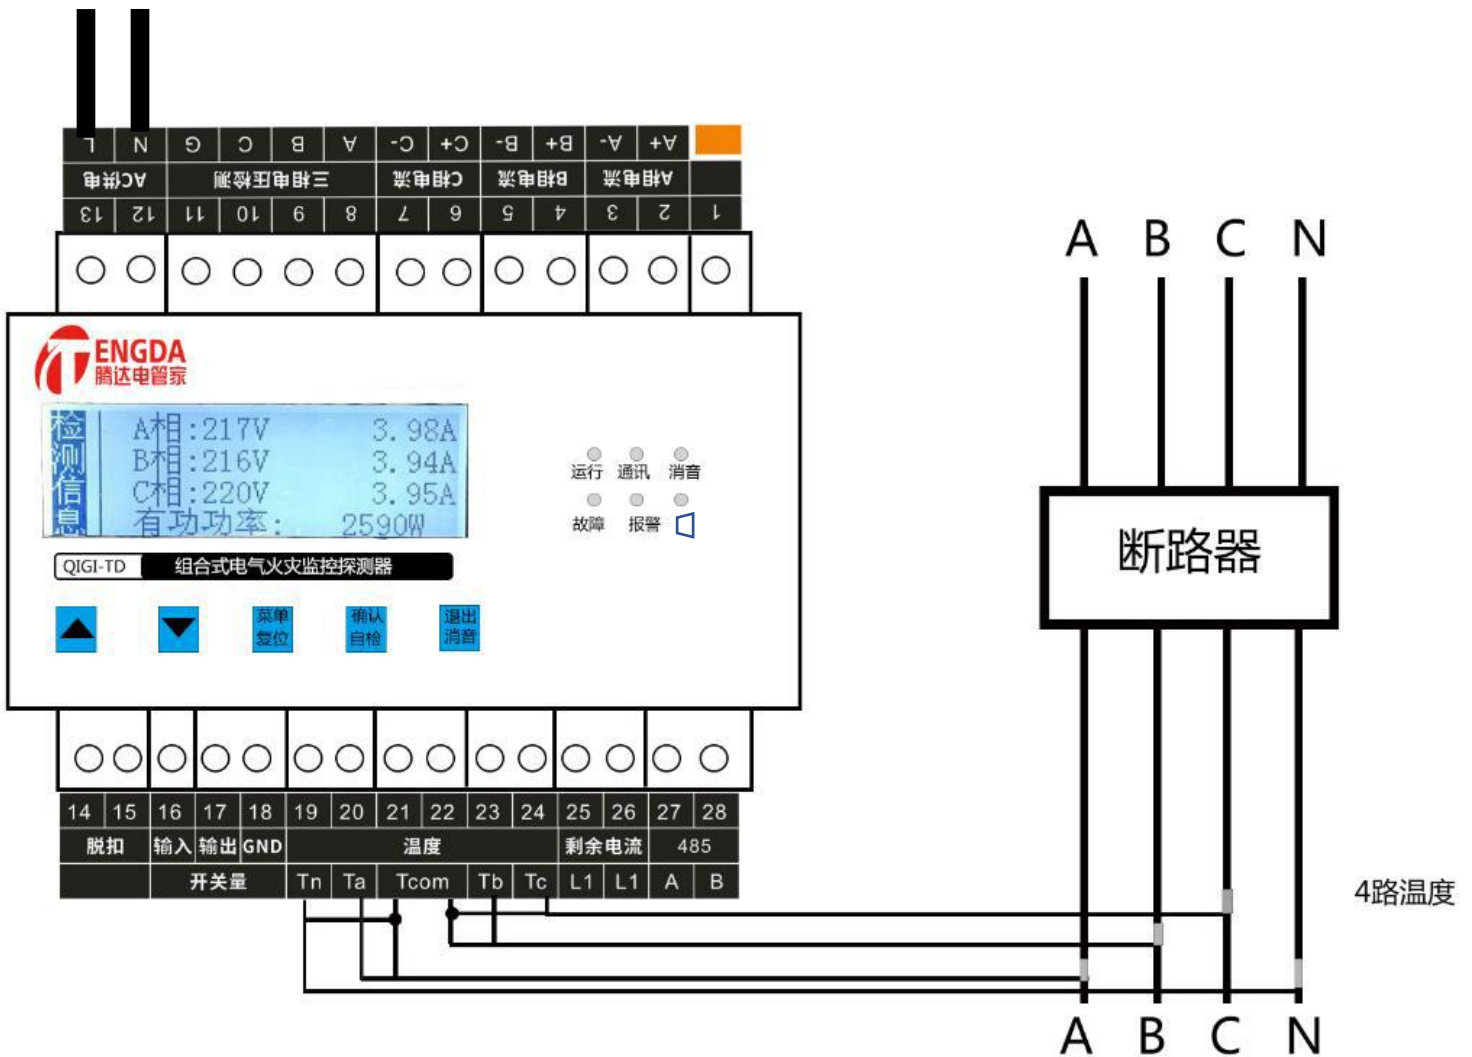 L N G C B A C- C+ B- B+ A- A+
AC供电 三相电压检测 C相电流 B相电流 A相电流
13 12 11 10 9 8 7 6 5 4 3 2 1
A B C N
TENGDA
腾达电管家
检测信息
A相:217V 3.98A
B相:216V 3.94A
C相:220V 3.95A
有功功率: 2590W
运行 通讯 消音
故障 报警
断路器
QIGI-TD 组合式电气火灾监控探测器
菜单 确认 退出
复位 自检 消音
14 15 16 17 18 19 20 21 22 23 24 25 26 27 28
脱扣 输入 输出 GND 温度 剩余电流 485
开关量 Tn Ta Tcom Tb Tc L1 L1 A B
4路温度
A B C N